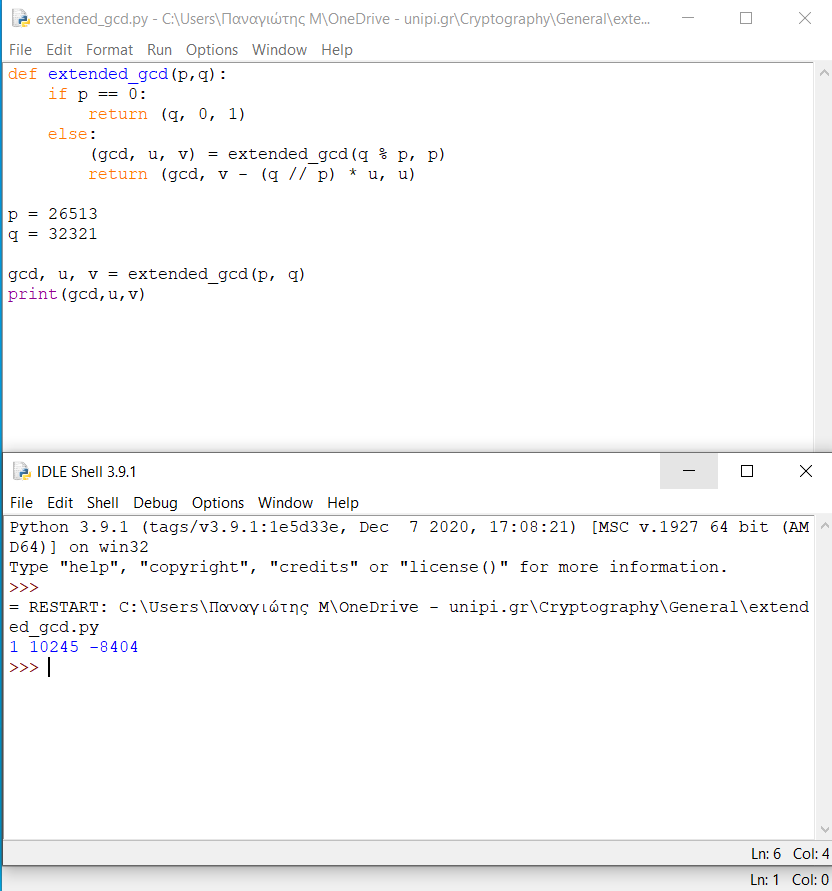 extended_gcd.py - C:\Users\Παναγιώτης Μ\OneDrive - unipi.gr\Cryptography\General\exte...
File Edit Format Run Options Window Help
def extended_gcd(p,q):
    if p == 0:
        return (q, 0, 1)
    else:
        (gcd, u, v) = extended_gcd(q % p, p)
        return (gcd, v - (q // p) * u, u)
p = 26513
q = 32321
gcd, u, v = extended_gcd(p, q)
print(gcd,u,v)
IDLE Shell 3.9.1
File Edit Shell Debug Options Window Help
Python 3.9.1 (tags/v3.9.1:1e5d33e, Dec  7 2020, 17:08:21) [MSC v.1927 64 bit (AM
D64)] on win32
Type "help", "copyright", "credits" or "license()" for more information.
>>>
= RESTART: C:\Users\Παναγιώτης Μ\OneDrive - unipi.gr\Cryptography\General\extend
ed_gcd.py
1 10245 -8404
>>>
Ln: 6 Col: 4
Ln: 1 Col: 0